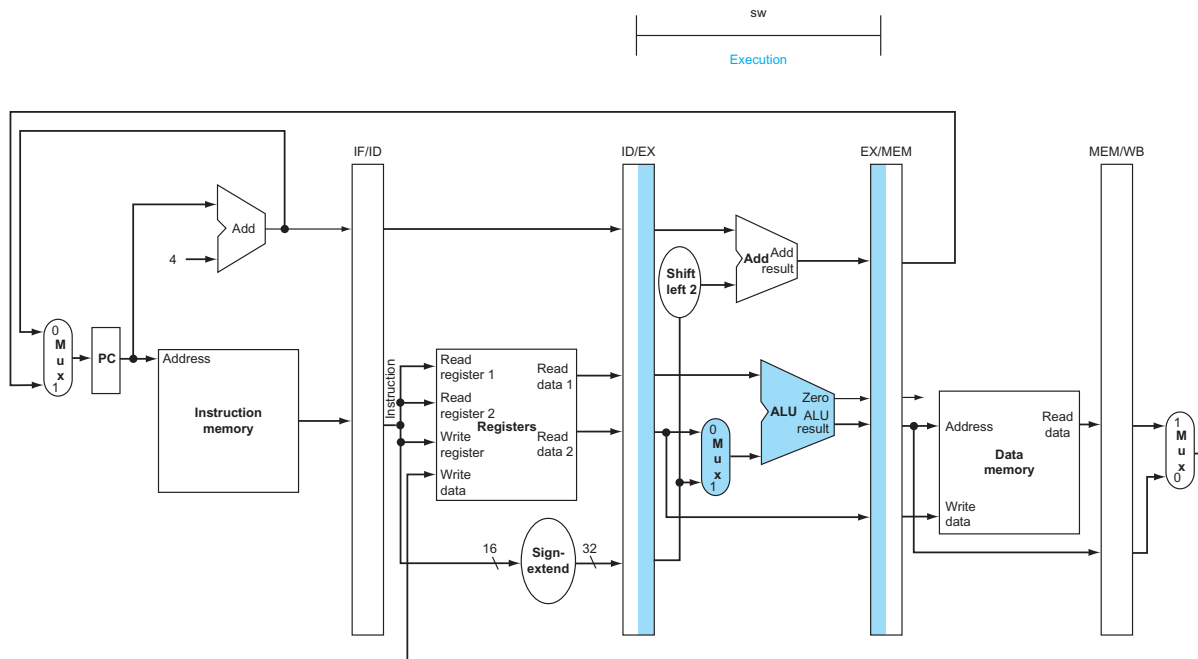 sw
Execution
IF/ID
ID/EX
EX/MEM
MEM/WB
Add
4
Shift
left 2
Add
Add
result
0
M
u
x
1
PC
Address
Instruction
memory
Instruction
Read
register 1
Read
register 2
Write
register
Write
data
Registers
Read
data 1
Read
data 2
16
Sign-
extend
32
0
M
u
x
1
ALU
Zero
ALU
result
Address
Read
data
Data
memory
Write
data
1
M
u
x
0